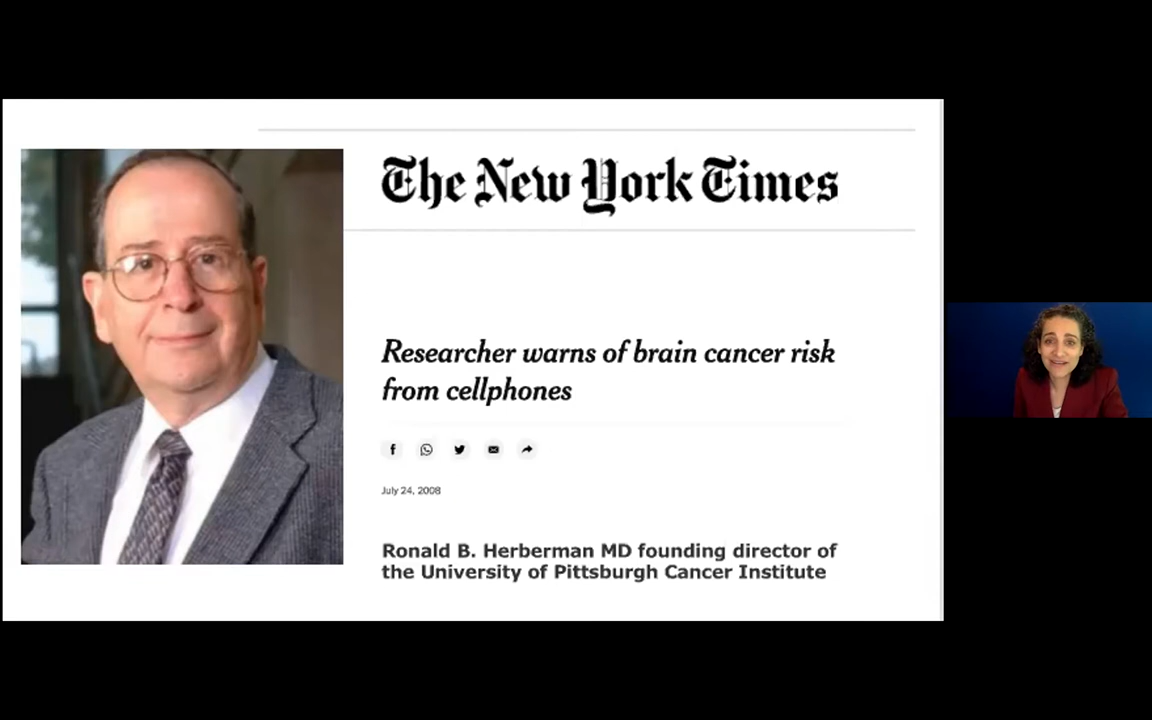 The New York Times
Researcher warns of brain cancer risk
from cellphones
July 24, 2008
Ronald B. Herberman MD founding director of
the University of Pittsburgh Cancer Institute